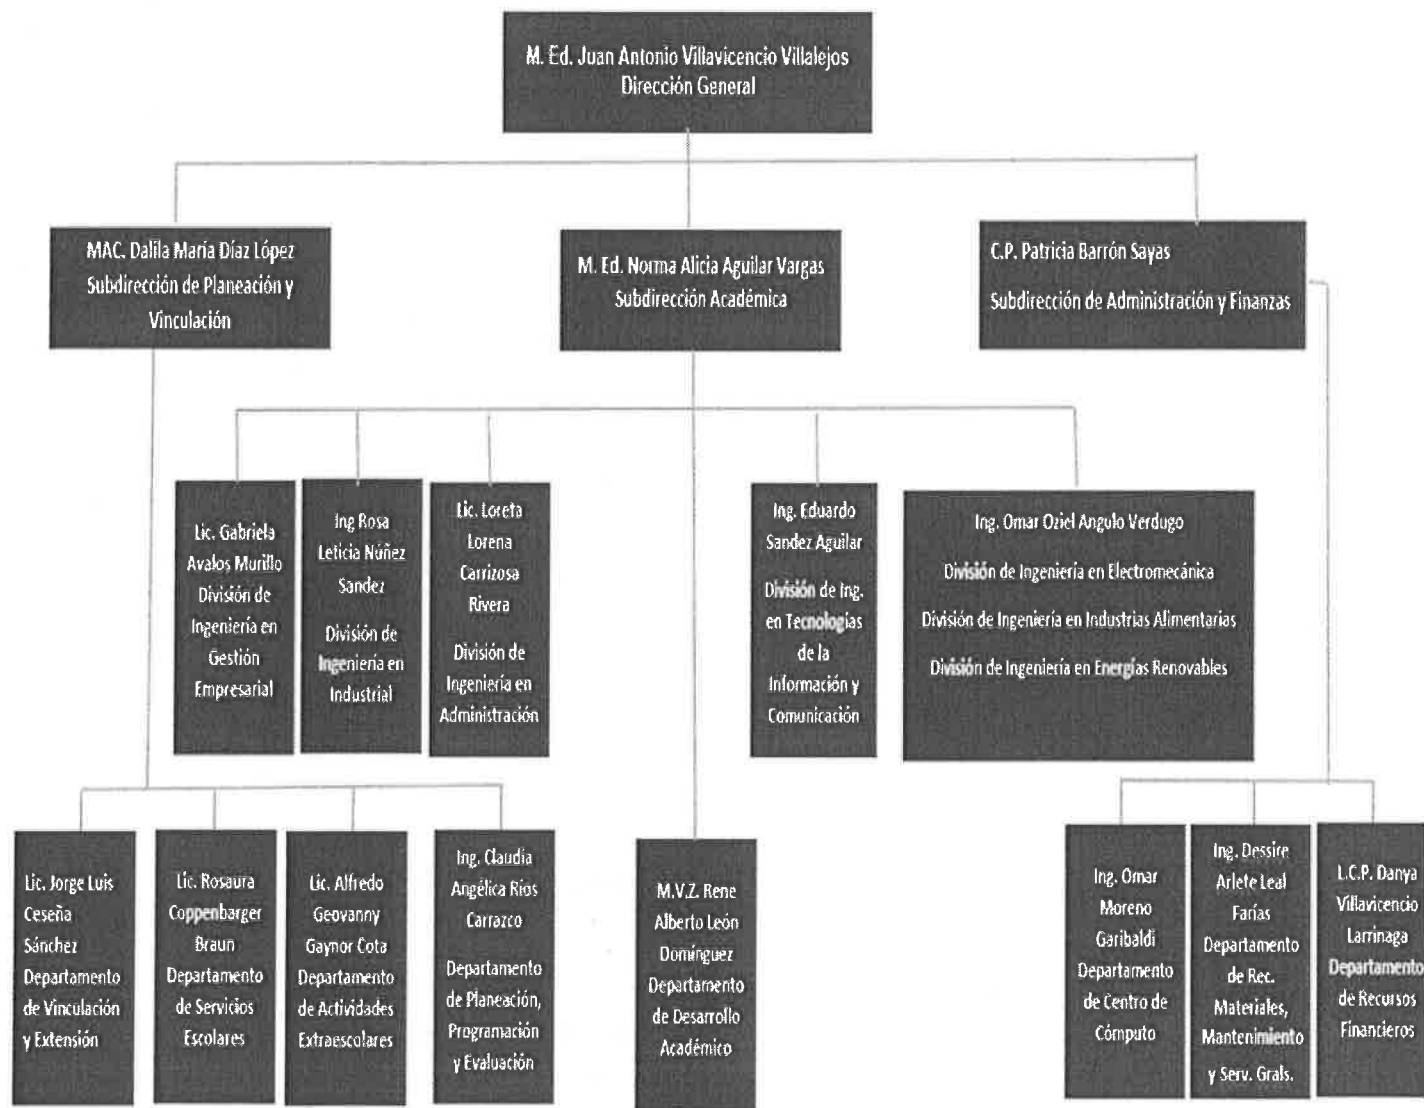 M. Ed. Juan Antonio Villavicencio Villalejos
Dirección General
MAC. Dalila María Díaz López
Subdirección de Planeación y
Vinculación
M. Ed. Norma Alicia Aguilar Vargas
Subdirección Académica
C.P. Patricia Barrón Sayas
Subdirección de Administración y Finanzas
Lic. Gabriela
Avalos Murillo
División de
Ingeniería en
Gestión
Empresarial
Ing Rosa
Leticia Núñez
Sandez
División de
Ingeniería en
Industrial
Lic. Loreta
Lorena
Carrizosa
Rivera
División de
Ingeniería en
Administración
Ing. Eduardo
Sandez Aguilar
División de Ing.
en Tecnologías
de la
Información y
Comunicación
Ing. Omar Oziel Angulo Verdugo
División de Ingeniería en Electromecánica
División de Ingeniería en Industrias Alimentarias
División de Ingeniería en Energías Renovables
Lic. Jorge Luis
Ceseña
Sánchez
Departamento
de Vinculación
y Extensión
Lic. Rosaura
Coppenbarger
Braun
Departamento
de Servicios
Escolares
Lic. Alfredo
Geovanny
Gaynor Cota
Departamento
de Actividades
Extraescolares
Ing. Claudia
Angélica Ríos
Carrazco
Departamento
de Planeación,
Programación
y Evaluación
M.V.Z. Rene
Alberto León
Domínguez
Departamento
de Desarrollo
Académico
Ing. Omar
Moreno
Garibaldi
Departamento
de Centro de
Cómputo
Ing. Dessire
Arlete Leal
Farías
Departamento
de Rec.
Materiales,
Mantenimiento
y Serv. Grals.
L.C.P. Danya
Villavicencio
Larrinaga
Departamento
de Recursos
Financieros